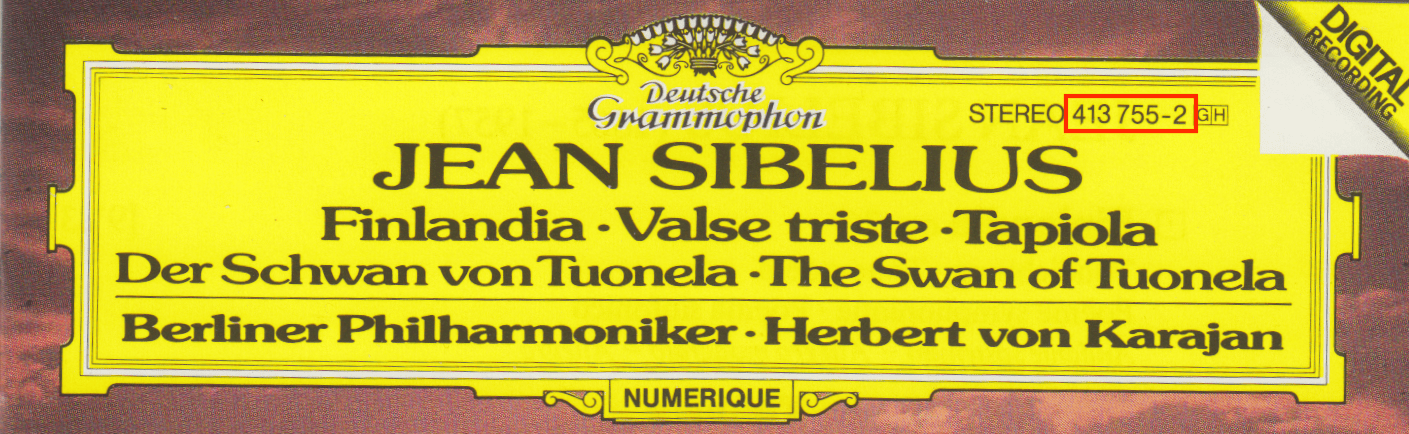 DIGITAL
RECORDING
Deutsche
Grammophon
STEREO 413 755-2 GH
JEAN SIBELIUS
Finlandia · Valse triste · Tapiola
Der Schwan von Tuonela · The Swan of Tuonela
Berliner Philharmoniker · Herbert von Karajan
NUMERIQUE